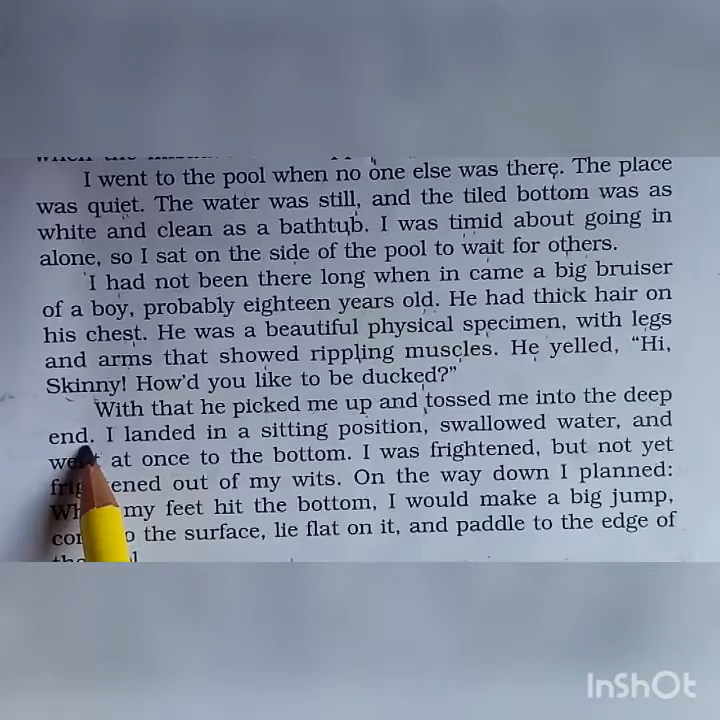 I went to the pool when no one else was there. The place
was quiet. The water was still, and the tiled bottom was as
white and clean as a bathtub. I was timid about going in
alone, so I sat on the side of the pool to wait for others.
I had not been there long when in came a big bruiser
of a boy, probably eighteen years old. He had thick hair on
his chest. He was a beautiful physical specimen, with legs
and arms that showed rippling muscles. He yelled, “Hi,
Skinny! How’d you like to be ducked?”
With that he picked me up and tossed me into the deep
end. I landed in a sitting position, swallowed water, and
at once to the bottom. I was frightened, but not yet
out of my wits. On the way down I planned:
my feet hit the bottom, I would make a big jump,
the surface, lie flat on it, and paddle to the edge of
InShOt